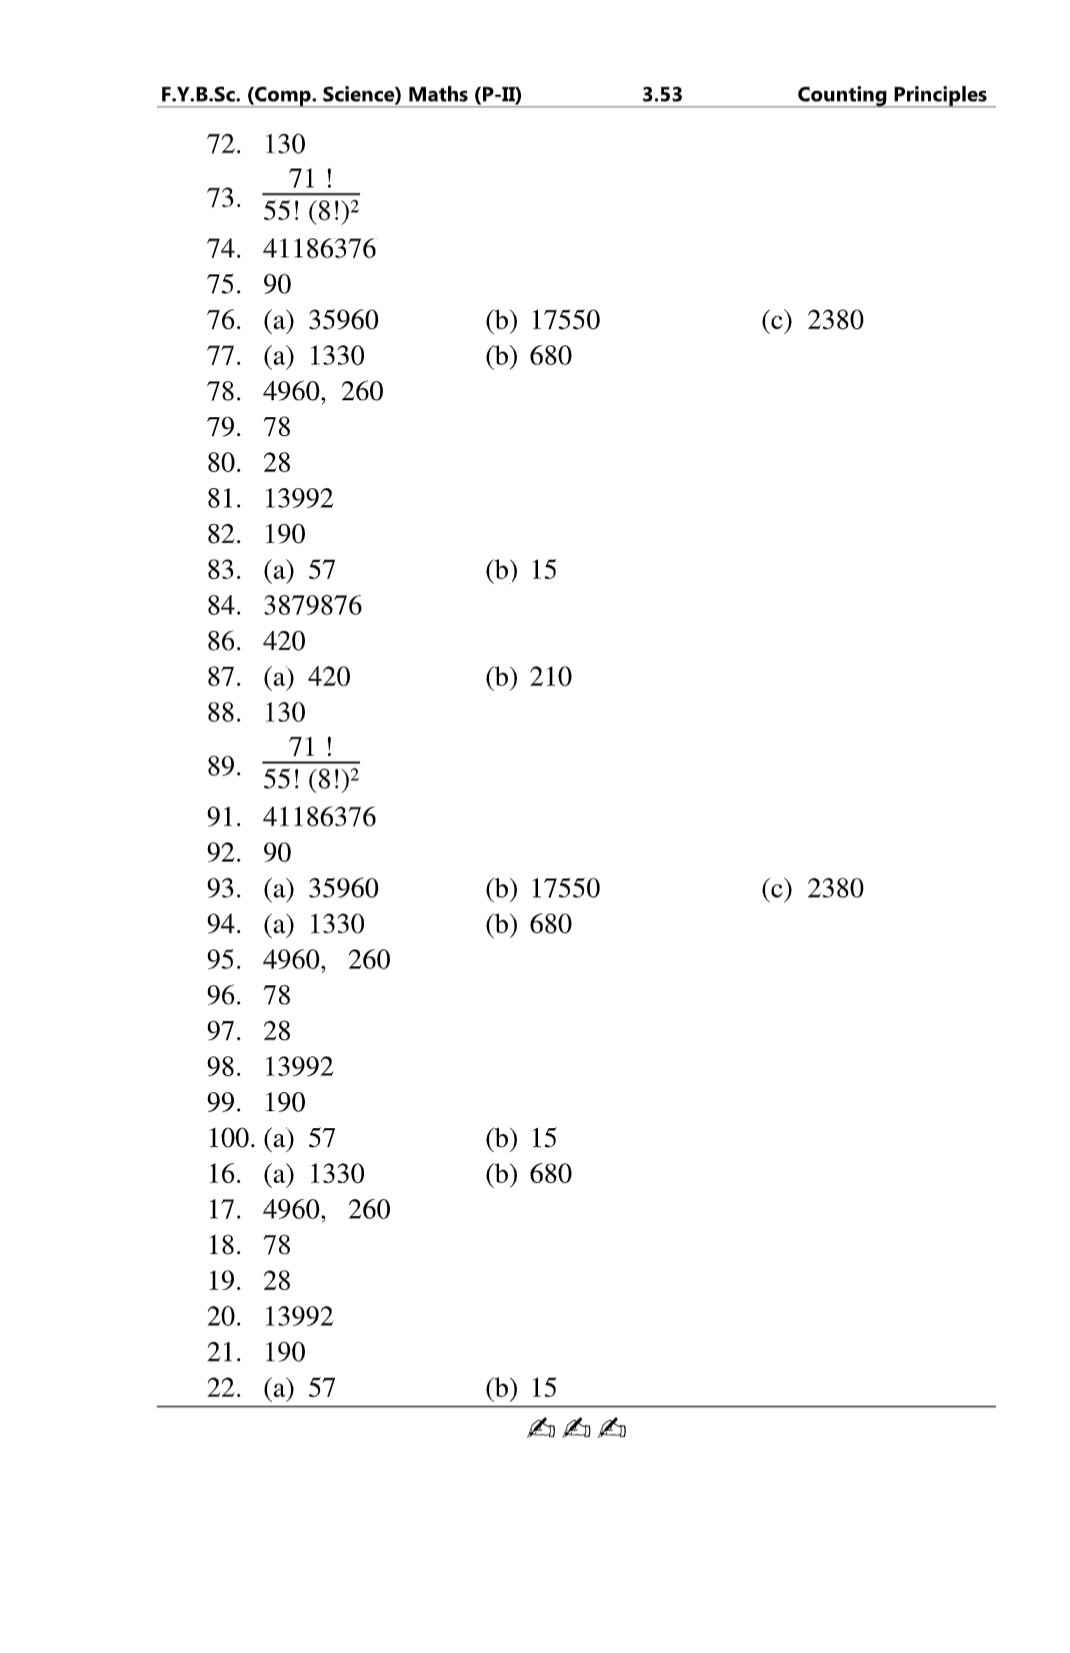 F.Y.B.Sc. (Comp. Science) Maths (P-II) 3.53 Counting Principles
72. 130
73. 71 ! / 55! (8!)²
74. 41186376
75. 90
76. (a) 35960 (b) 17550 (c) 2380
77. (a) 1330 (b) 680
78. 4960, 260
79. 78
80. 28
81. 13992
82. 190
83. (a) 57 (b) 15
84. 3879876
86. 420
87. (a) 420 (b) 210
88. 130
89. 71 ! / 55! (8!)²
91. 41186376
92. 90
93. (a) 35960 (b) 17550 (c) 2380
94. (a) 1330 (b) 680
95. 4960, 260
96. 78
97. 28
98. 13992
99. 190
100. (a) 57 (b) 15
16. (a) 1330 (b) 680
17. 4960, 260
18. 78
19. 28
20. 13992
21. 190
22. (a) 57 (b) 15